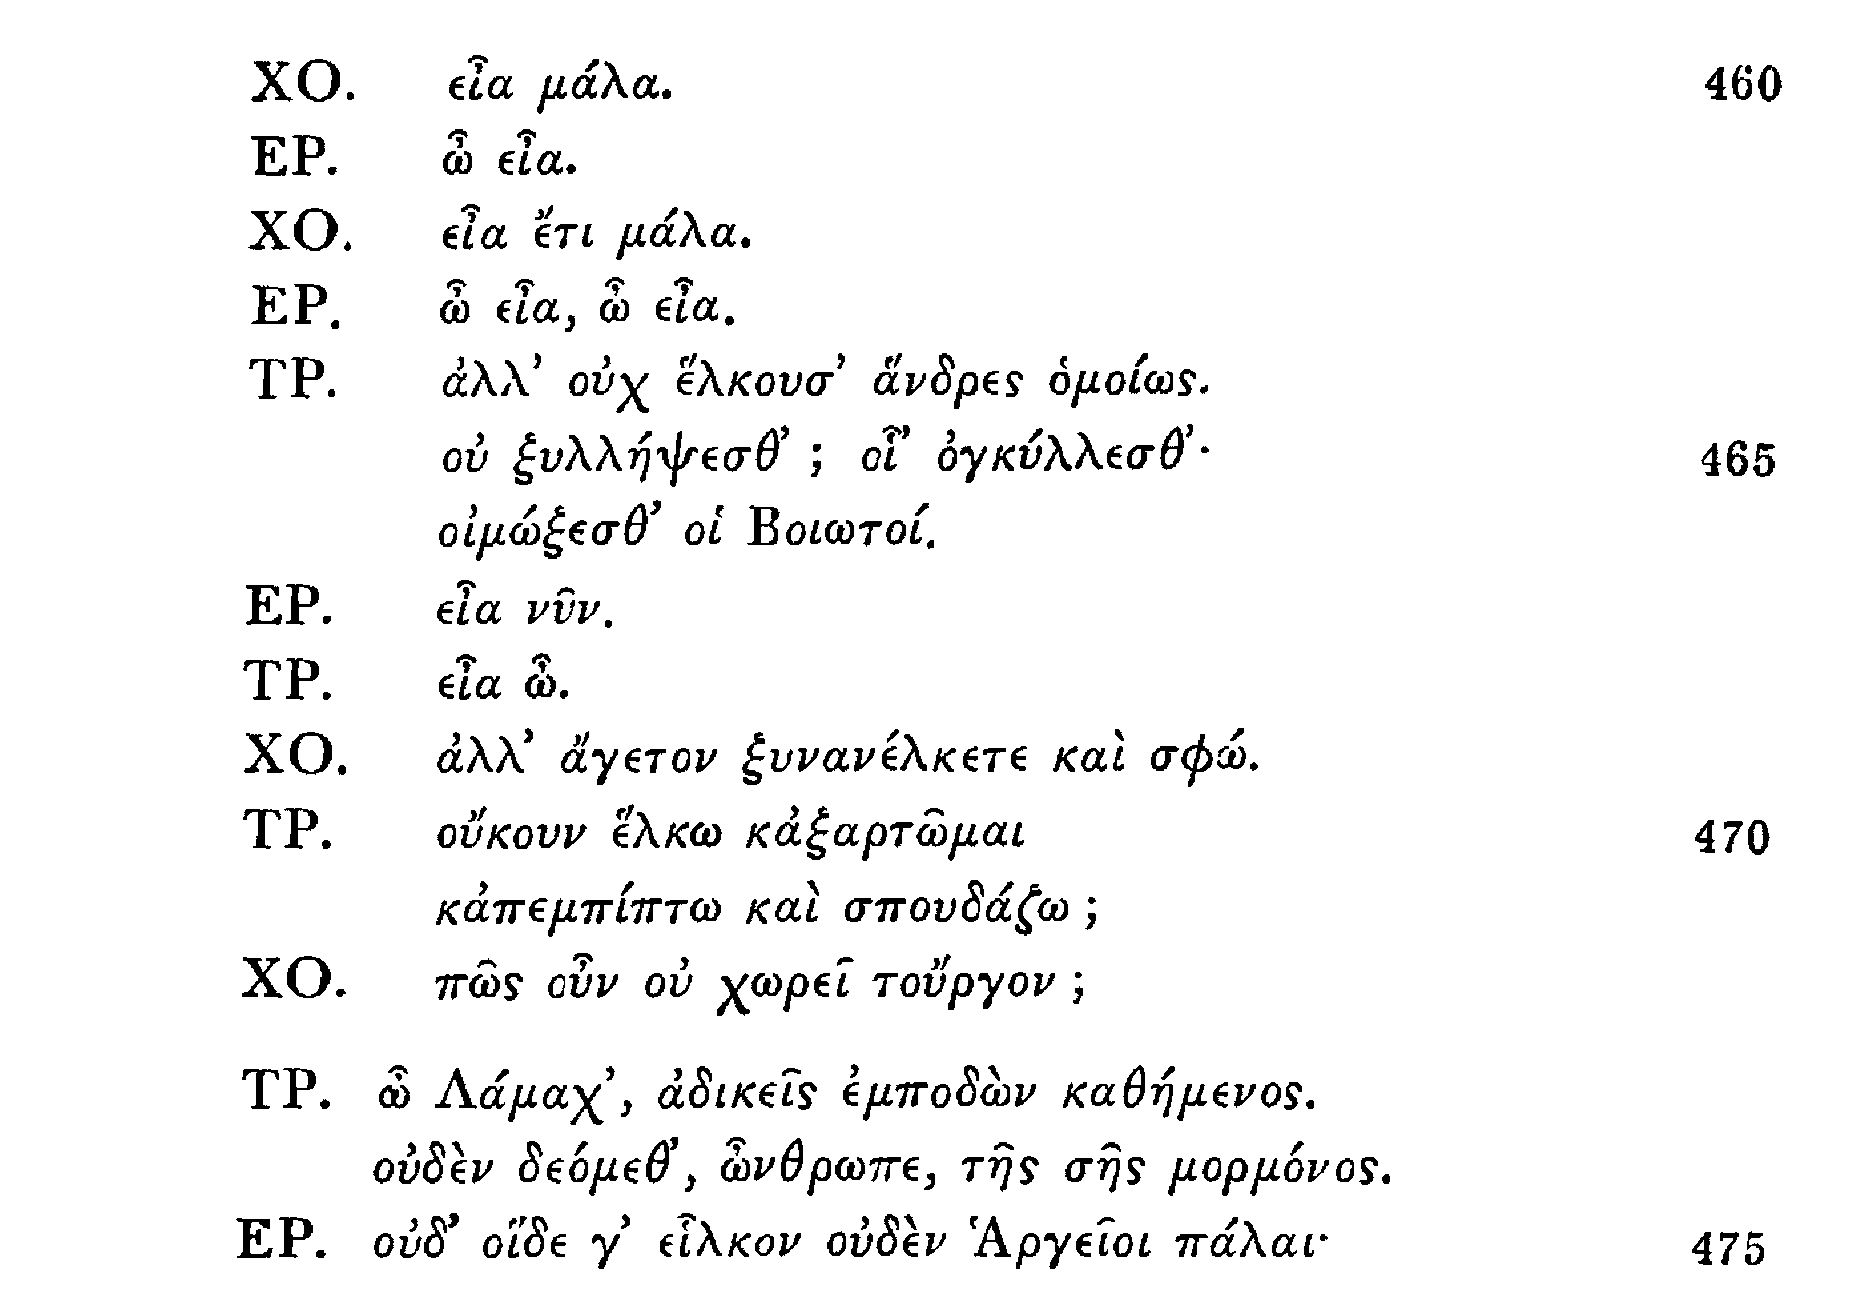 ΧΟ. εἶα μάλα. 460
ΕΡ. ὦ εἶα.
ΧΟ. εἶα ἔτι μάλα.
ΕΡ. ὦ εἶα, ὦ εἶα.
ΤΡ. ἀλλ’ οὐχ ἕλκουσ’ ἅνδρες ὁμοίως.
οὐ ξυλλήψεσθ’ ; οἷ’ ὀγκύλλεσθ’· 465
οἰμώξεσθ’ οἱ Βοιωτοί.
ΕΡ. εἶα νῦν.
ΤΡ. εἶα ὦ.
ΧΟ. ἀλλ’ ἄγετον ξυνανέλκετε καὶ σφώ.
ΤΡ. οὔκουν ἕλκω κἀξαρτῶμαι 470
κἀπεμπίπτω καὶ σπουδάζω ;
ΧΟ. πῶς οὖν οὐ χωρεῖ τοὔργον ;
ΤΡ. ὦ Λάμαχ’, ἀδικεῖς ἐμποδὼν καθήμενος.
οὐδὲν δεόμεθ’, ὦνθρωπε, τῆς σῆς μορμόνος.
ΕΡ. οὐδ’ οἵδε γ’ εἷλκον οὐδὲν Ἁργεῖοι πάλαι· 475